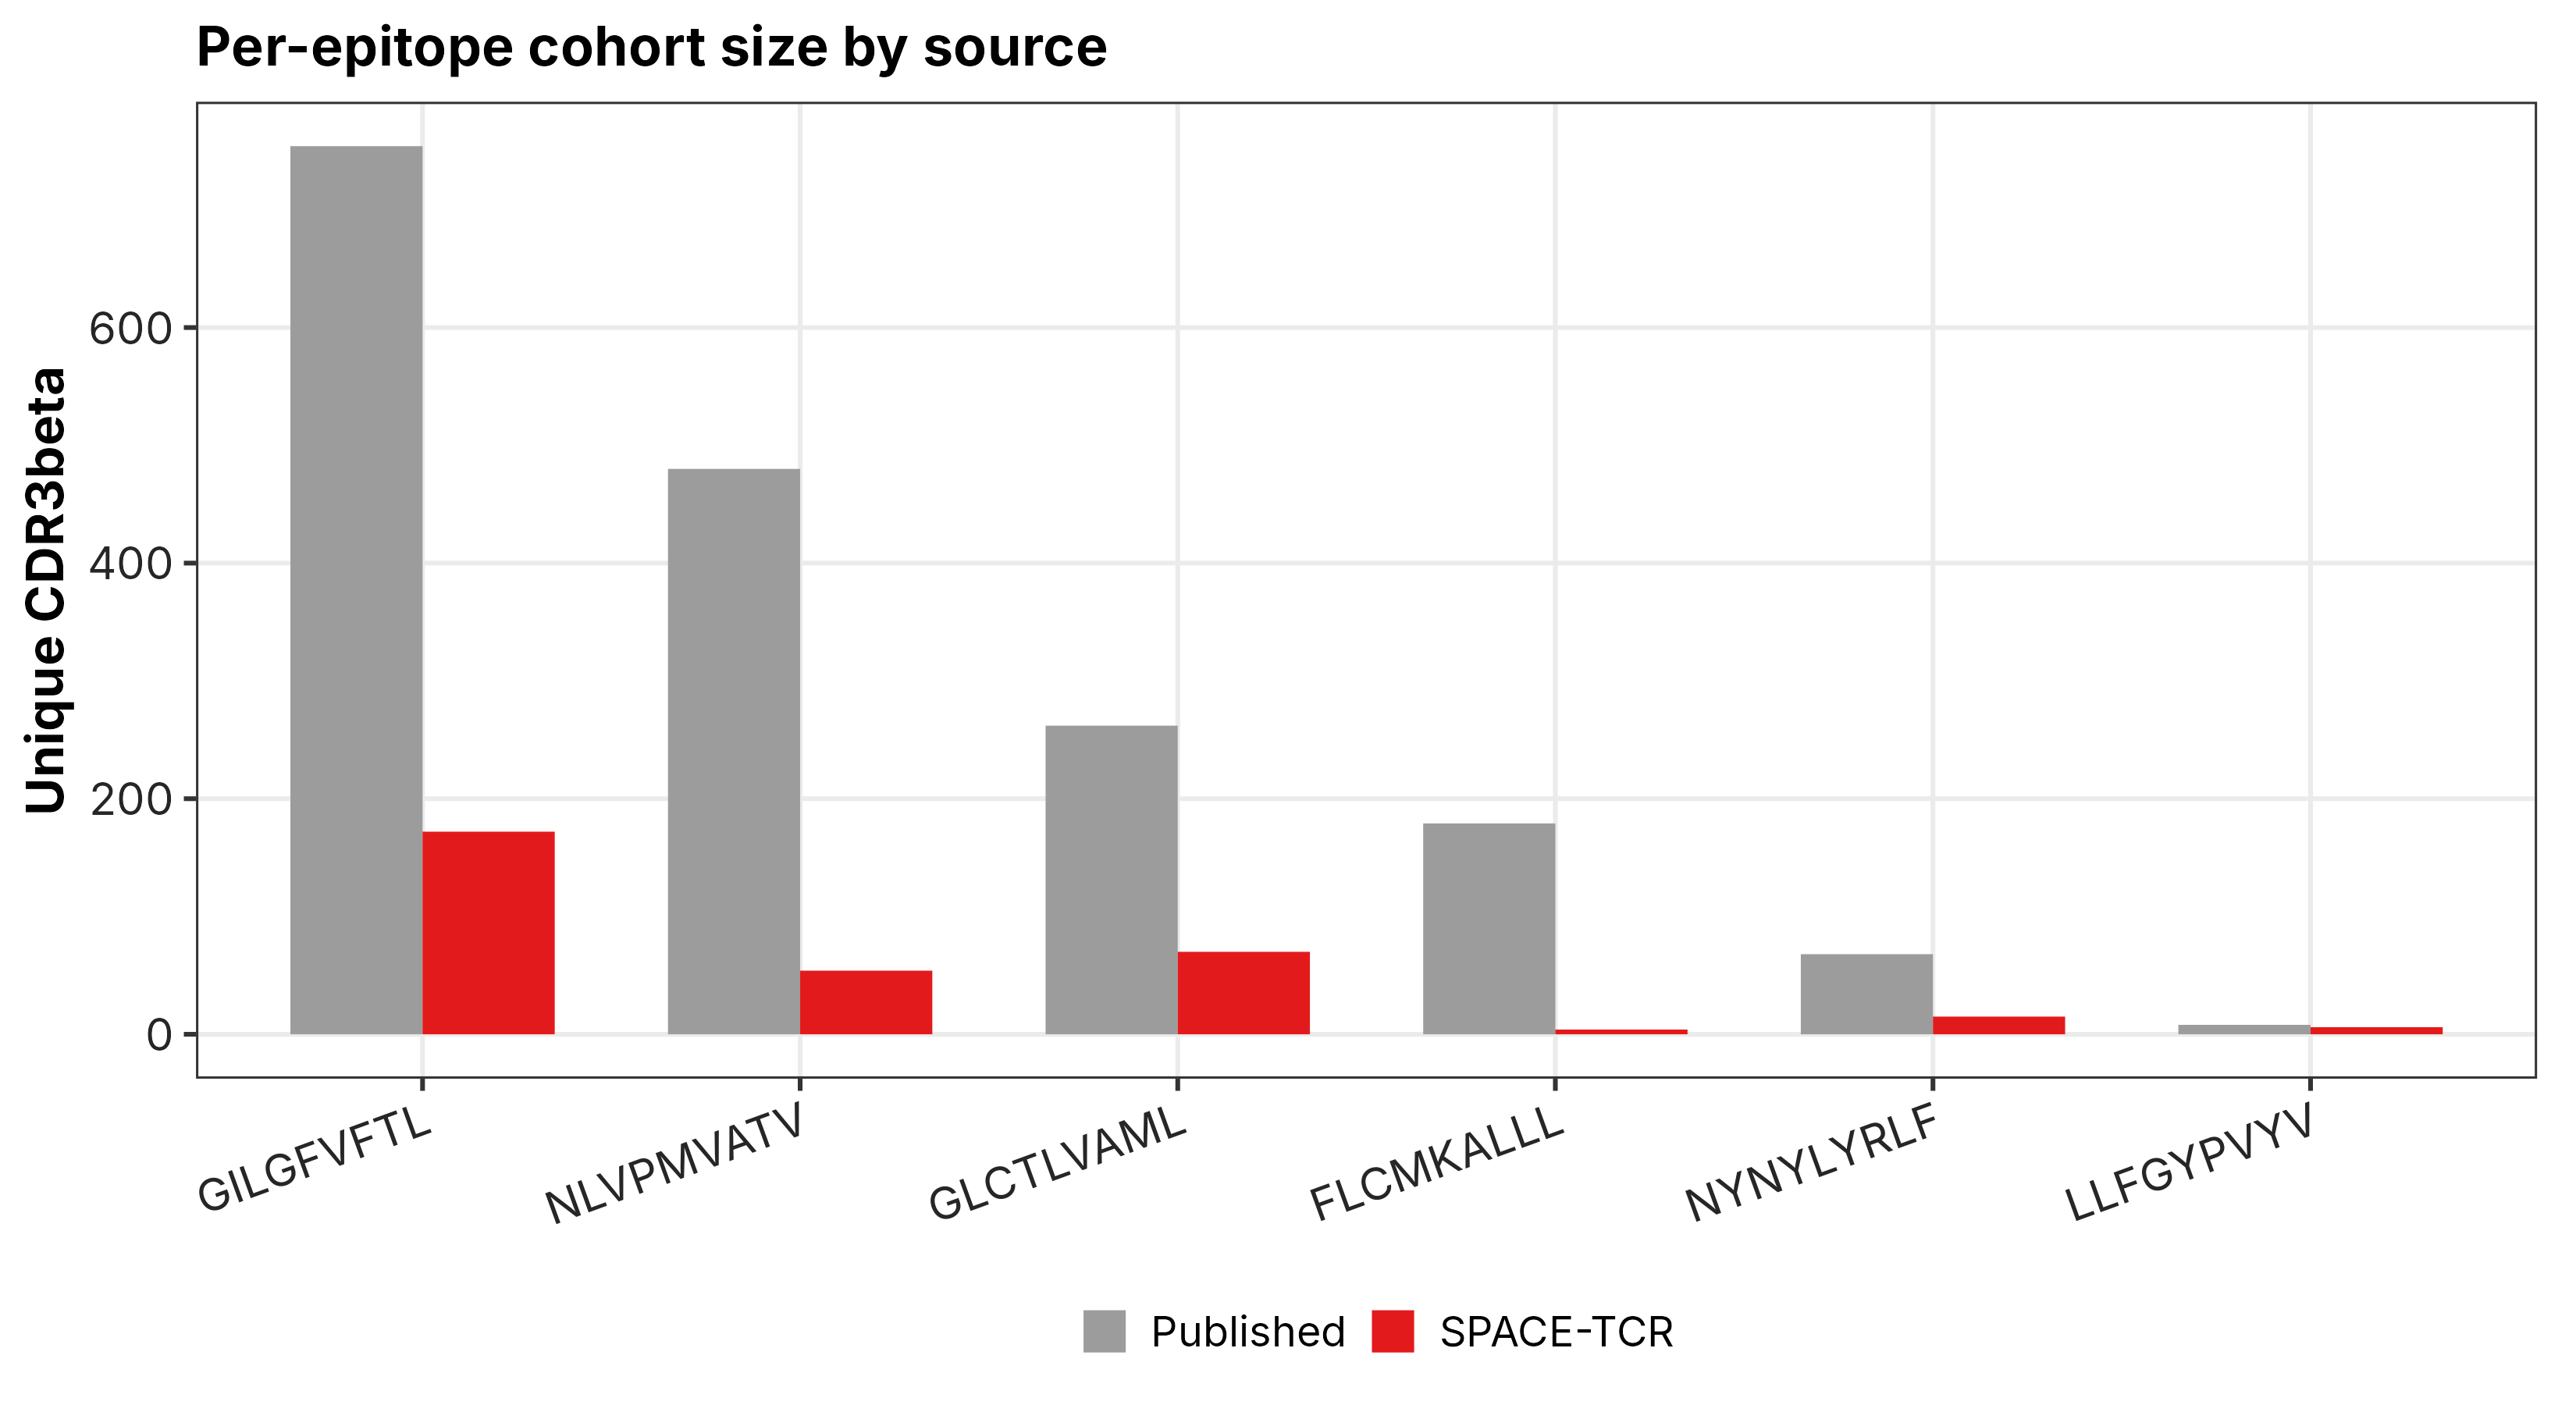 Per-epitope cohort size by source
Unique CDR3beta
600
400
200
0
GILGFVFTL
NLVPMVATV
GLCTLVAML
FLCMKALLL
NYNYLYRLF
LLFGYPVYV
Published
SPACE-TCR